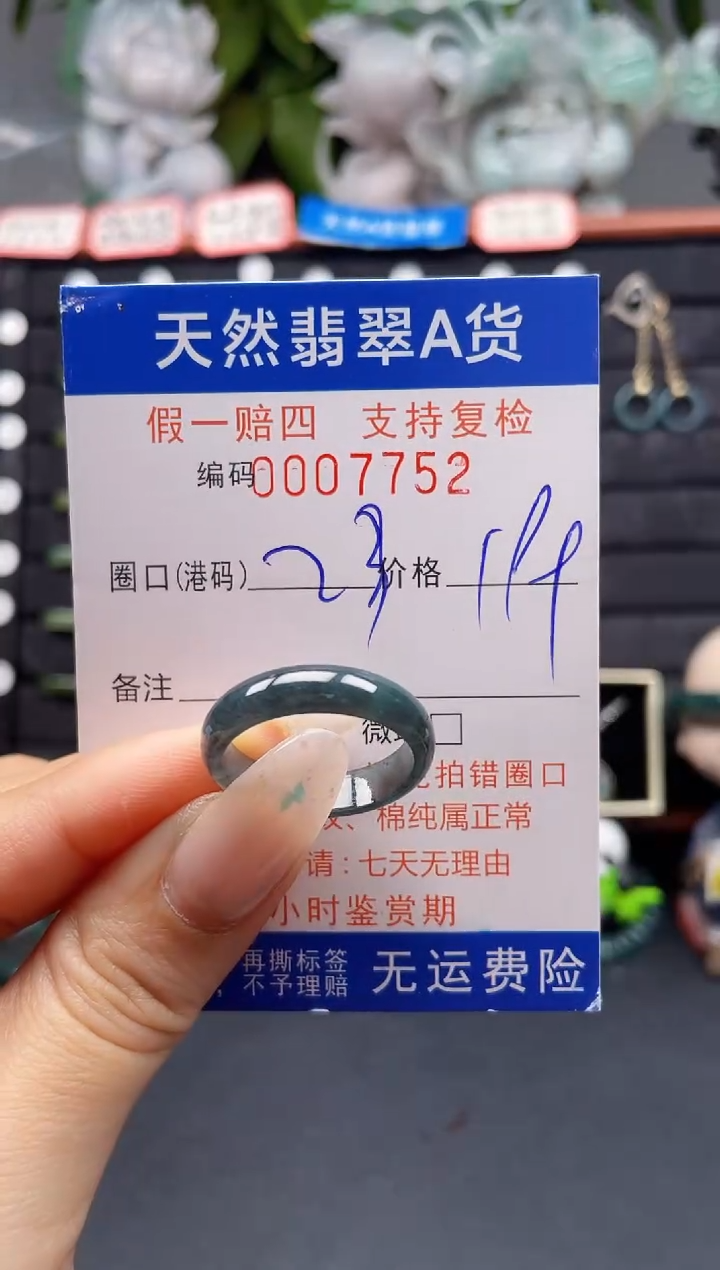 天然翡翠A货
假一赔四 支持复检
编码0007752
圈口(港码) 23 价格
备注
微
拍错圈口
、棉纯属正常
请:七天无理由
小时鉴赏期
再撕标签
,不予理赔
无运费险